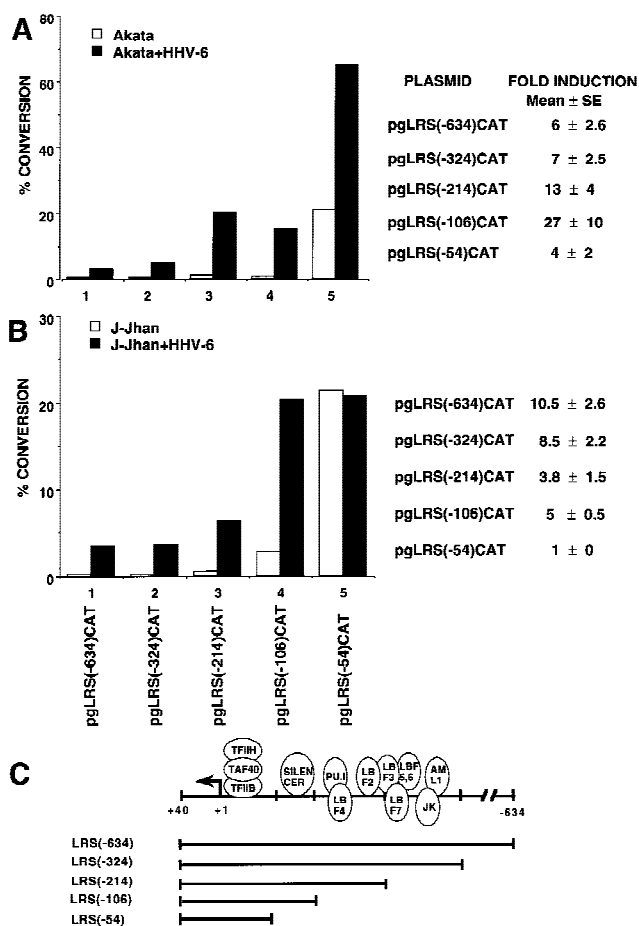 A
80
60
40
20
0
% CONVERSION
Akata
Akata+HHV-6
1 2 3 4 5
PLASMID FOLD INDUCTION
Mean ± SE
pgLRS(-634)CAT 6 ± 2.6
pgLRS(-324)CAT 7 ± 2.5
pgLRS(-214)CAT 13 ± 4
pgLRS(-106)CAT 27 ± 10
pgLRS(-54)CAT 4 ± 2
B
30
20
10
0
% CONVERSION
J-Jhan
J-Jhan+HHV-6
1 2 3 4 5
pgLRS(-634)CAT
pgLRS(-324)CAT
pgLRS(-214)CAT
pgLRS(-106)CAT
pgLRS(-54)CAT
pgLRS(-634)CAT 10.5 ± 2.6
pgLRS(-324)CAT 8.5 ± 2.2
pgLRS(-214)CAT 3.8 ± 1.5
pgLRS(-106)CAT 5 ± 0.5
pgLRS(-54)CAT 1 ± 0
C
TFIIH
TAF40
TFIIB
SILEN
CER
PU.I
LB
F4
LB
F2
LB
F3
LBF
5,6
LB
F7
AM
L1
JK
+40 +1 -634
LRS(-634)
LRS(-324)
LRS(-214)
LRS(-106)
LRS(-54)